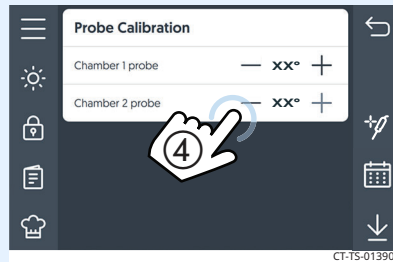 Probe Calibration
Chamber 1 probe — xx° +
Chamber 2 probe — xx° +
4
CT-TS-01390